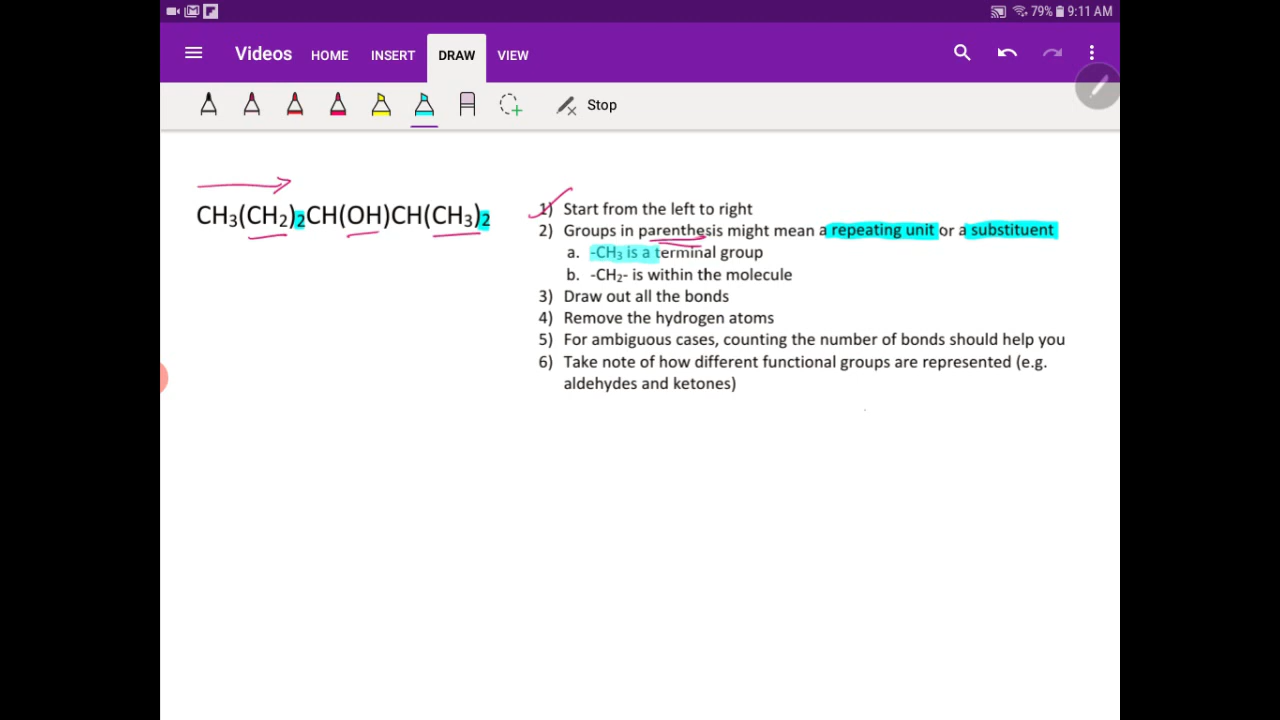 79% 9:11 AM
Videos HOME INSERT DRAW VIEW
Stop
CH₃(CH₂)₂CH(OH)CH(CH₃)₂
1) Start from the left to right
2) Groups in parenthesis might mean a repeating unit or a substituent
a. -CH₃ is a terminal group
b. -CH₂- is within the molecule
3) Draw out all the bonds
4) Remove the hydrogen atoms
5) For ambiguous cases, counting the number of bonds should help you
6) Take note of how different functional groups are represented (e.g.
aldehydes and ketones)